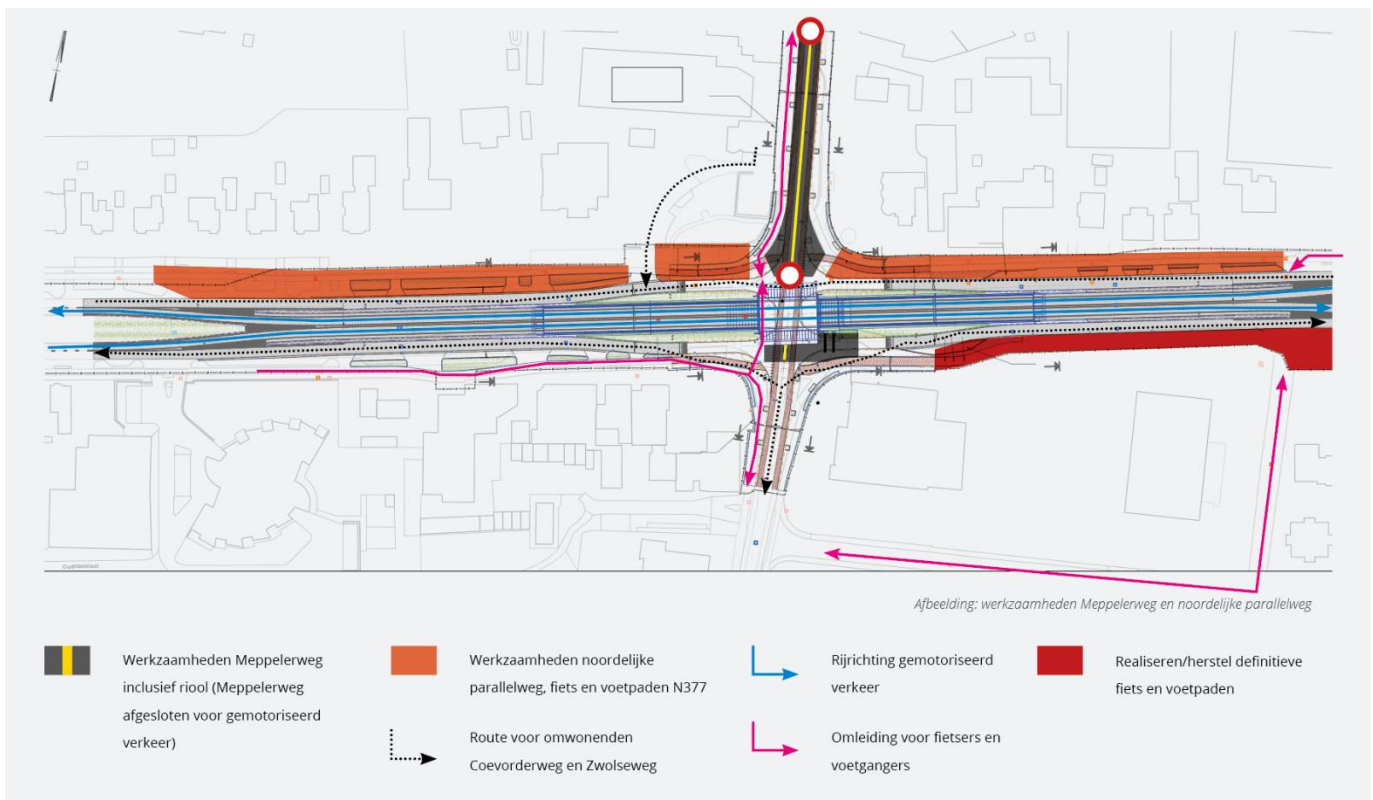 Afbeelding: werkzaamheden Meppelerweg en noordelijke parallelweg
Werkzaamheden Meppelerweg
inclusief riool (Meppelerweg
afgesloten voor gemotoriseerd
verkeer)
Werkzaamheden noordelijke
parallelweg, fiets en voetpaden N377
Route voor omwonenden
Coevorderweg en Zwolseweg
Rijrichting gemotoriseerd
verkeer
Omleiding voor fietsers en
voetgangers
Realiseren/herstel definitieve
fiets en voetpaden